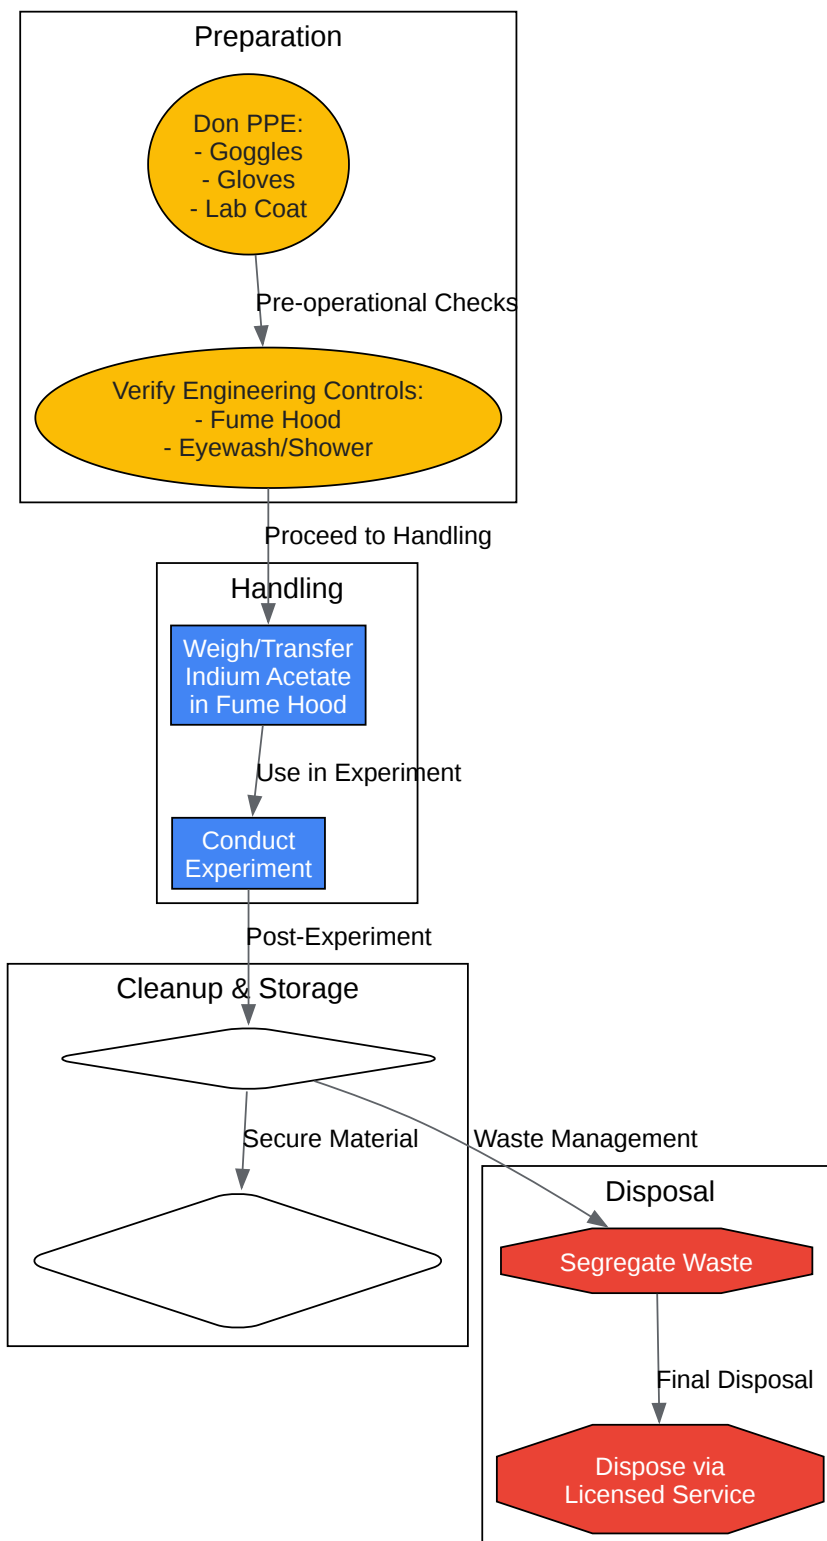 Preparation
Don PPE:
- Goggles
- Gloves
- Lab Coat
Pre-operational Checks
Verify Engineering Controls:
- Fume Hood
- Eyewash/Shower
Proceed to Handling
Handling
Weigh/Transfer
Indium Acetate
in Fume Hood
Use in Experiment
Conduct
Experiment
Post-Experiment
Cleanup & Storage
Secure Material
Waste Management
Disposal
Segregate Waste
Final Disposal
Dispose via
Licensed Service